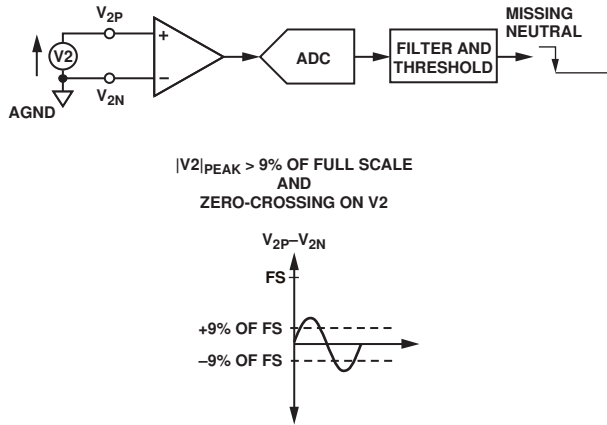 V2P
V2
+
−
V2N
AGND
ADC
FILTER AND
THRESHOLD
MISSING
NEUTRAL
|V2|PEAK > 9% OF FULL SCALE
AND
ZERO-CROSSING ON V2
V2P–V2N
FS
+9% OF FS
–9% OF FS